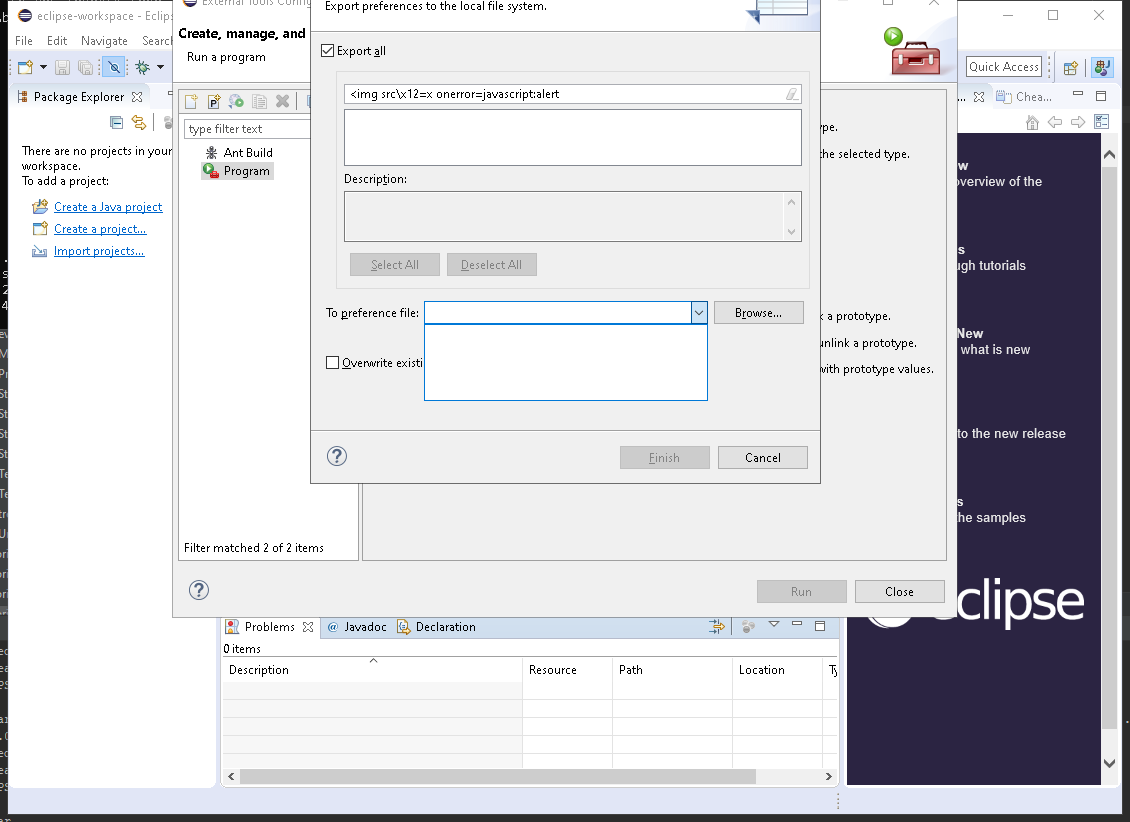 eclipse-workspace - Eclips
External Tools Config
Export preferences to the local file system.
File Edit Navigate Search
Create, manage, and
Run a program
Export all
Quick Access
Package Explorer
Chea...
<img src\x12=x onerror=javascript:alert
type filter text
Ant Build
Program
There are no projects in your
workspace.
To add a project:
Create a Java project
Create a project...
Import projects...
the selected type.
Description:
overview of the
tutorials
Select All Deselect All
To preference file:
Browse...
a prototype.
New
what is new
unlink a prototype.
Overwrite existi
with prototype values.
to the new release
Finish Cancel
the samples
Filter matched 2 of 2 items
Run Close
clipse
Problems @ Javadoc Declaration
0 items
Description Resource Path Location